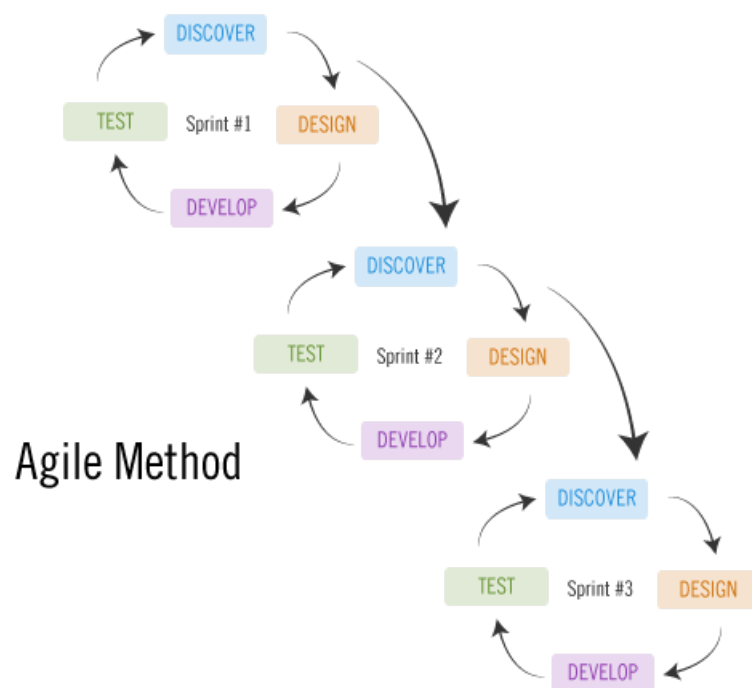 DISCOVER
TEST Sprint #1 DESIGN
DEVELOP
DISCOVER
TEST Sprint #2 DESIGN
DEVELOP
Agile Method
DISCOVER
TEST Sprint #3 DESIGN
DEVELOP